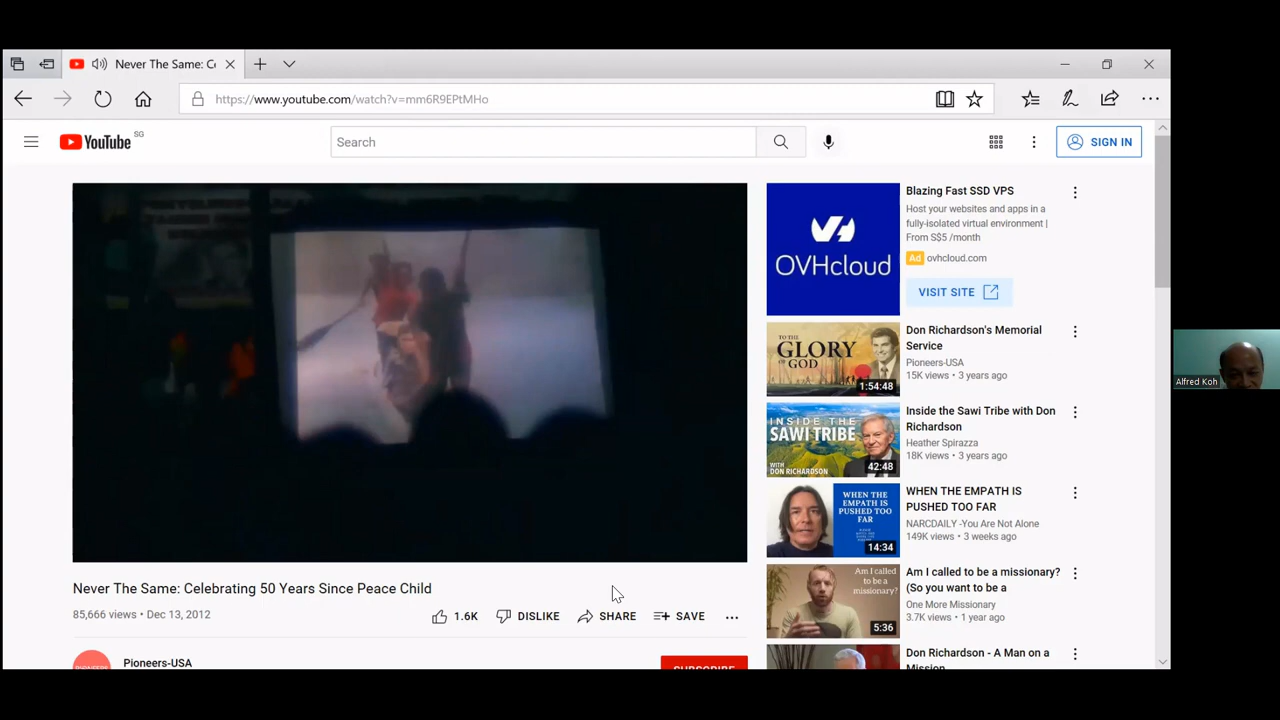 Never The Same: Ce
https://www.youtube.com/watch?v=mm6R9EPtMHo
YouTube SG
Search
SIGN IN
OVHcloud
Blazing Fast SSD VPS
Host your websites and apps in a
fully-isolated virtual environment |
From S$5 /month
Ad ovhcloud.com
VISIT SITE
TO THE
GLORY
OF GOD
1:54:48
Don Richardson's Memorial
Service
Pioneers-USA
15K views • 3 years ago
INSIDE THE
SAWI TRIBE
WITH
DON RICHARDSON
42:48
Inside the Sawi Tribe with Don
Richardson
Heather Spirazza
18K views • 3 years ago
WHEN THE
EMPATH IS
PUSHED TOO
FAR
14:34
WHEN THE EMPATH IS
PUSHED TOO FAR
NARCDAILY -You Are Not Alone
149K views • 3 weeks ago
Am I called
to be a
missionary?
5:36
Am I called to be a missionary?
(So you want to be a
One More Missionary
3.7K views • 1 year ago
Don Richardson - A Man on a
Mission
Never The Same: Celebrating 50 Years Since Peace Child
85,666 views • Dec 13, 2012
1.6K
DISLIKE
SHARE
SAVE
Pioneers-USA
SUBSCRIBE
Alfred Koh